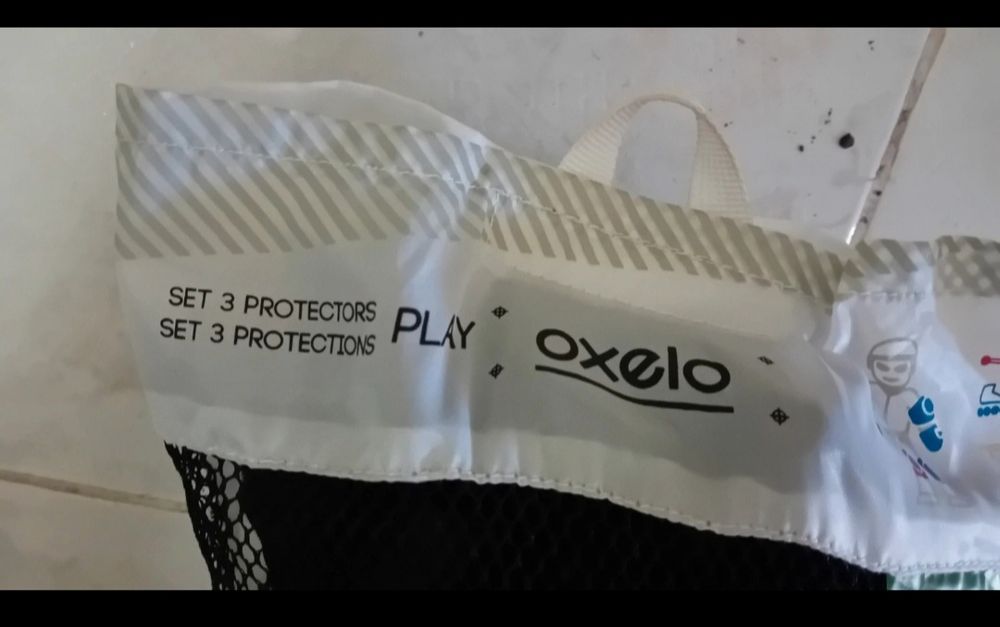 SET 3 PROTECTORS
SET 3 PROTECTIONS
PLAY
oxelo